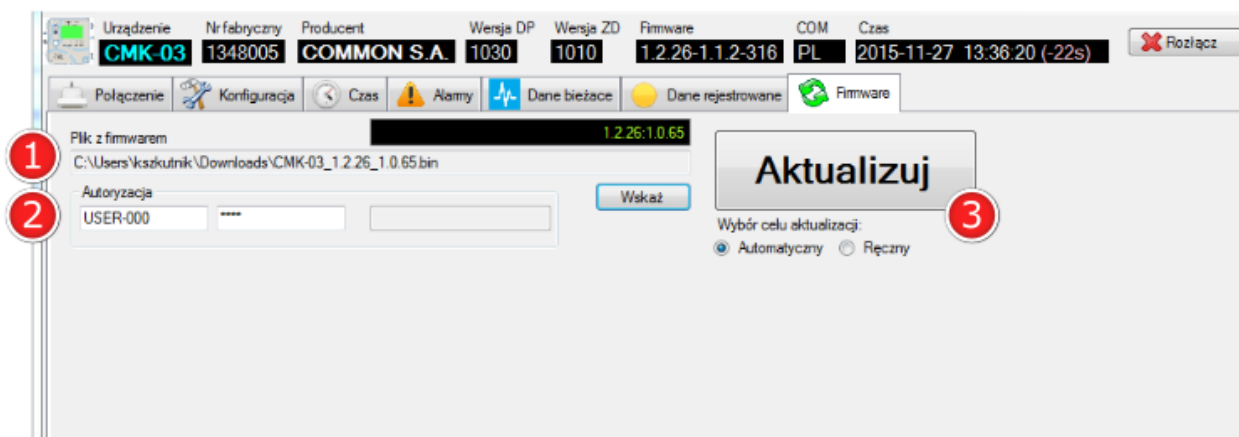 Urządzenie Nr fabryczny Producent Wersja DP Wersja ZD Firmware COM Czas
CMK-03 1348005 COMMON S.A. 1030 1010 1.2.26-1.1.2-316 PL 2015-11-27 13:36:20 (-22s) Rozłącz
Połączenie Konfiguracja Czas Alarmy Dane bieżace Dane rejestrowane Firmware
Plik z firmwarem 1.2.26:1.0.65
1 C:\Users\kszkutnik\Downloads\CMK-03_1.2.26_1.0.65.bin
Aktualizuj
Autoryzacja Wskaż
2 USER-000 ****
3
Wybór celu aktualizacji:
Automatyczny Ręczny